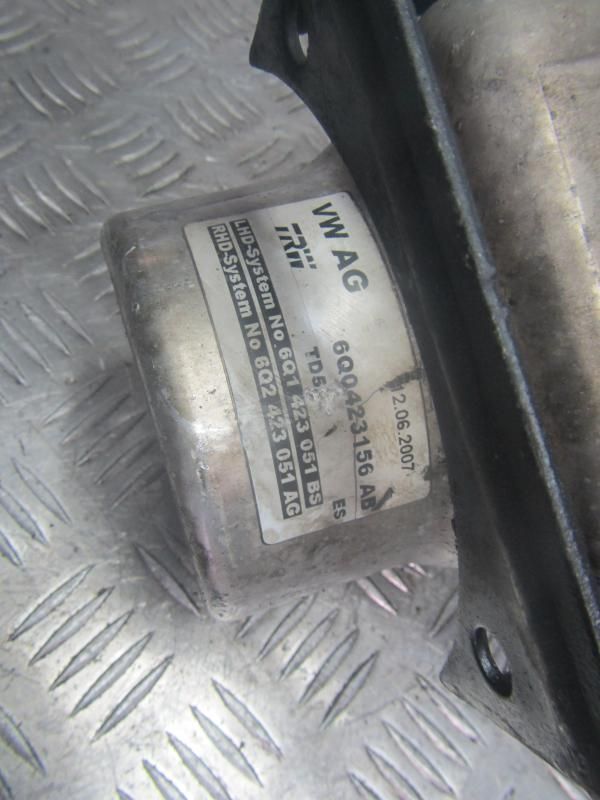 VW AG
12.06.2007
TRW
6Q0423156 AB
TD5
ES
LHD-System No 6Q1 423 051 BS
RHD-System No 6Q2 423 051 AG